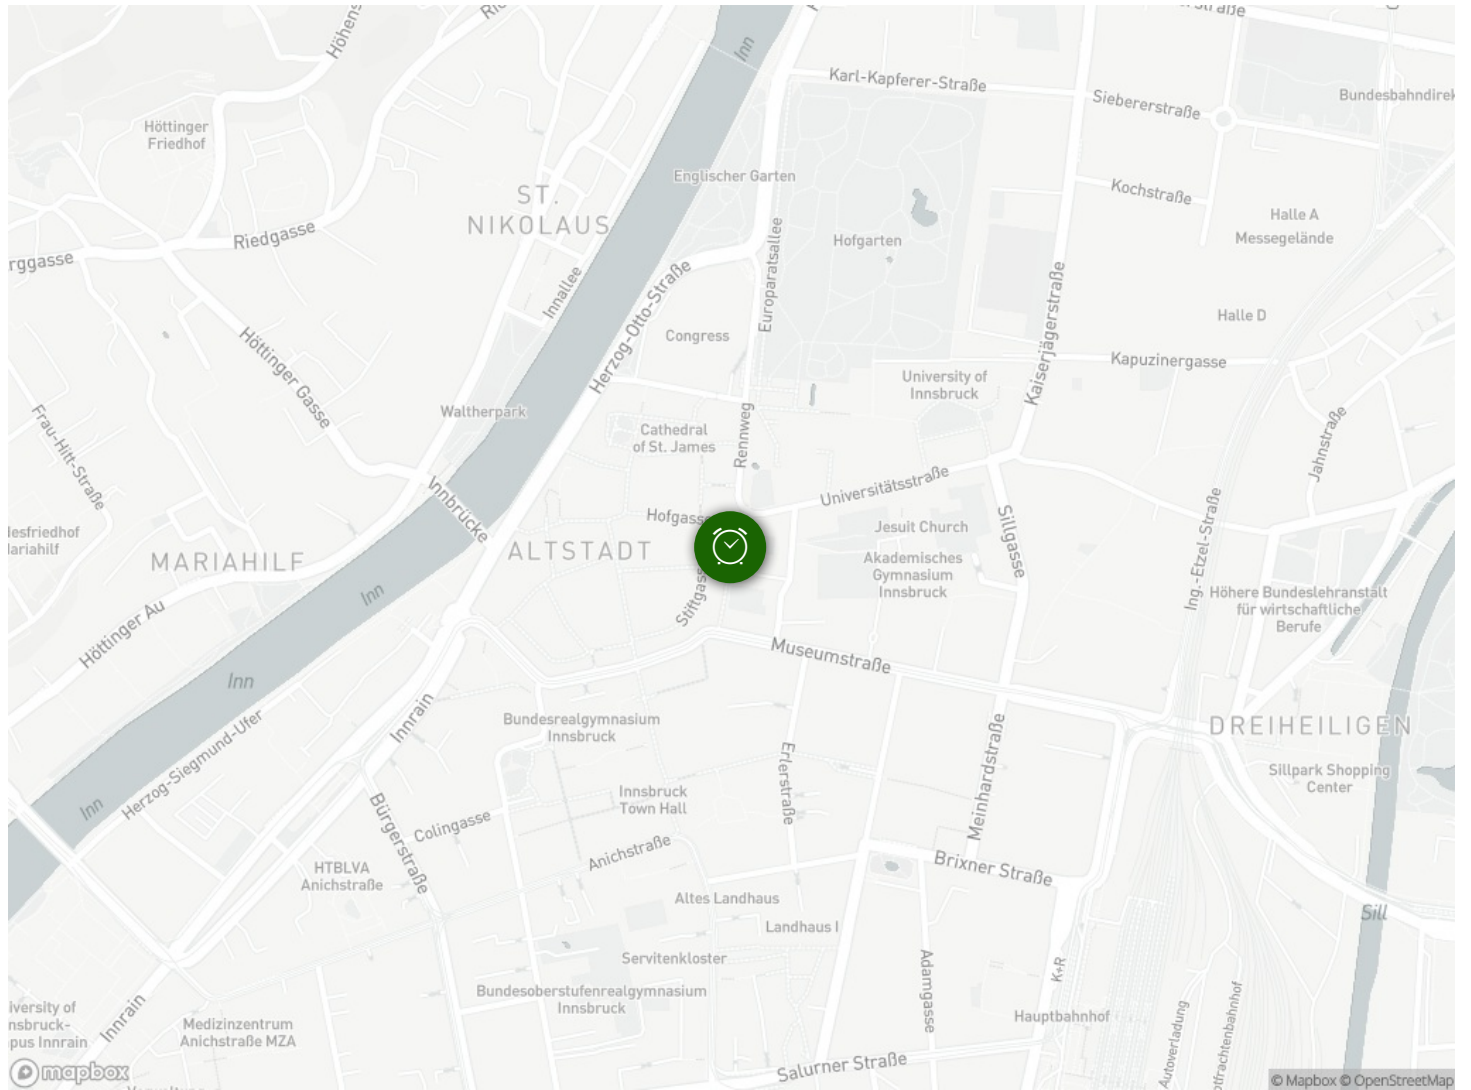 Inn
Höttinger
Friedhof
Karl-Kapferer-Straße
Siebererstraße
Englischer Garten
ST.
NIKOLAUS
Riedgasse
Innallee
Herzog-Otto-Straße
Europaratsallee
Hofgarten
Kochstraße
Halle A
Messegelände
Halle D
Höttinger Gasse
Congress
Kaiserjägerstraße
Kapuzinergasse
University of
Innsbruck
Waltherpark
Frau-Hitt-Straße
Cathedral
of St. James
Rennweg
Universitätsstraße
Jahnstraße
Innbrücke
Hofgasse
ALTSTADT
MARIAHILF
Jesuit Church
Akademisches
Gymnasium
Innsbruck
Sillgasse
Ing.-Etzel-Straße
Höhere Bundeslehranstalt
für wirtschaftliche
Berufe
Inn
Höttinger Au
Museumstraße
Inn
Herzog-Siegmund-Ufer
Innrain
Bundesrealgymnasium
Innsbruck
Erlerstraße
Meinhardstraße
DREIHEILIGEN
Sillpark Shopping
Center
Inn
Innsbruck
Town Hall
Bürgerstraße
Colingasse
Anichstraße
HTBLVA
Anichstraße
Brixner Straße
Altes Landhaus
Landhaus I
Sill
Servitenkloster
Adamgasse
K+R
Bundesoberstufenrealgymnasium
Innsbruck
Hauptbahnhof
Autoverladung
Innrain
Medizinzentrum
Anichstraße MZA
Salurner Straße
mapbox
© Mapbox © OpenStreetMap